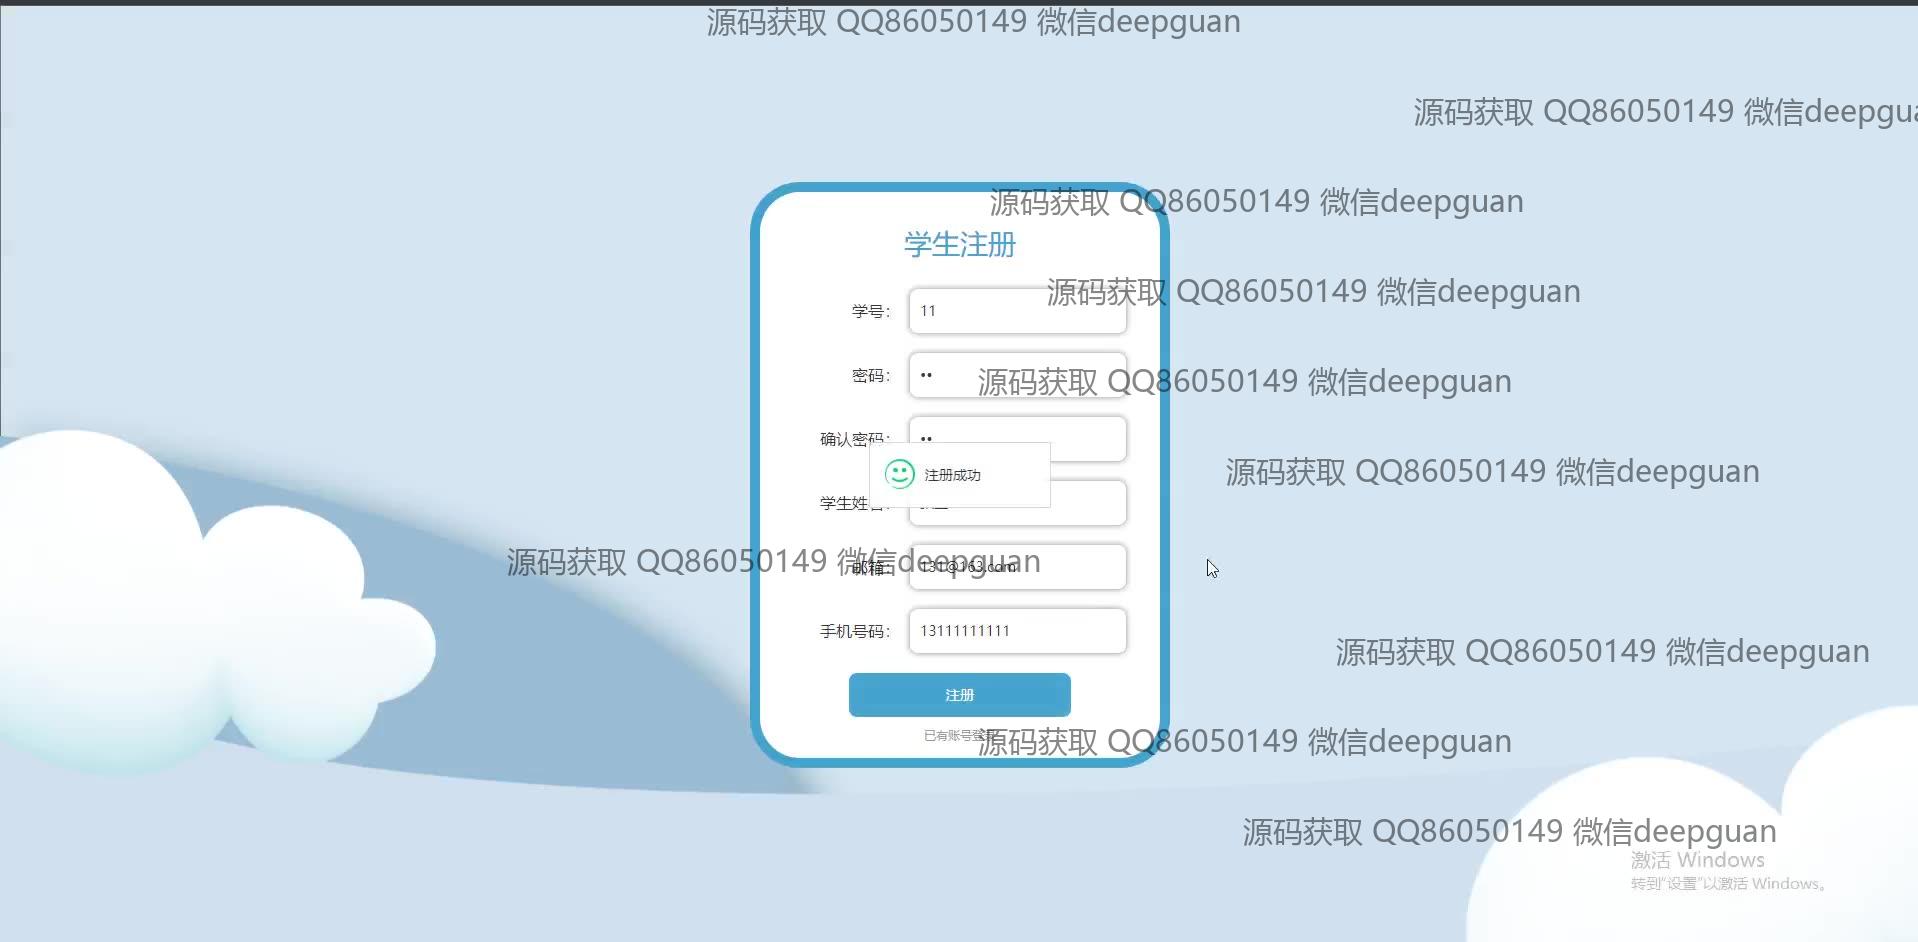 源码获取 QQ86050149 微信deepguan
源码获取 QQ86050149 微信deepgua
源码获取 QQ86050149 微信deepguan
学生注册
源码获取 QQ86050149 微信deepguan
学号： 11
密码： ••
源码获取 QQ86050149 微信deepguan
确认密码： ••
注册成功
源码获取 QQ86050149 微信deepguan
学生姓名：
源码获取 QQ86050149 微信deepguan
邮箱： 131@163.com
手机号码： 13111111111
源码获取 QQ86050149 微信deepguan
注册
已有账号登录
源码获取 QQ86050149 微信deepguan
源码获取 QQ86050149 微信deepguan
激活 Windows
转到“设置”以激活 Windows。